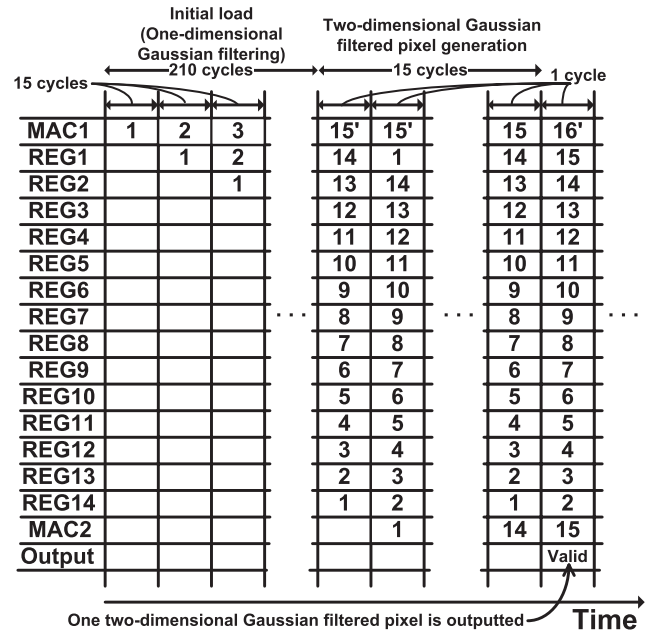 Initial load
(One-dimensional
Gaussian filtering)
Two-dimensional Gaussian
filtered pixel generation
210 cycles
15 cycles
15 cycles
1 cycle
MAC1 1 2 3 15' 15' 15 16'
REG1 1 2 14 1 14 15
REG2 1 13 14 13 14
REG3 12 13 12 13
REG4 11 12 11 12
REG5 10 11 10 11
REG6 9 10 9 10
REG7 8 9 8 9
REG8 7 8 7 8
REG9 6 7 6 7
REG10 5 6 5 6
REG11 4 5 4 5
REG12 3 4 3 4
REG13 2 3 2 3
REG14 1 2 1 2
MAC2 1 14 15
Output Valid
One two-dimensional Gaussian filtered pixel is outputted
Time